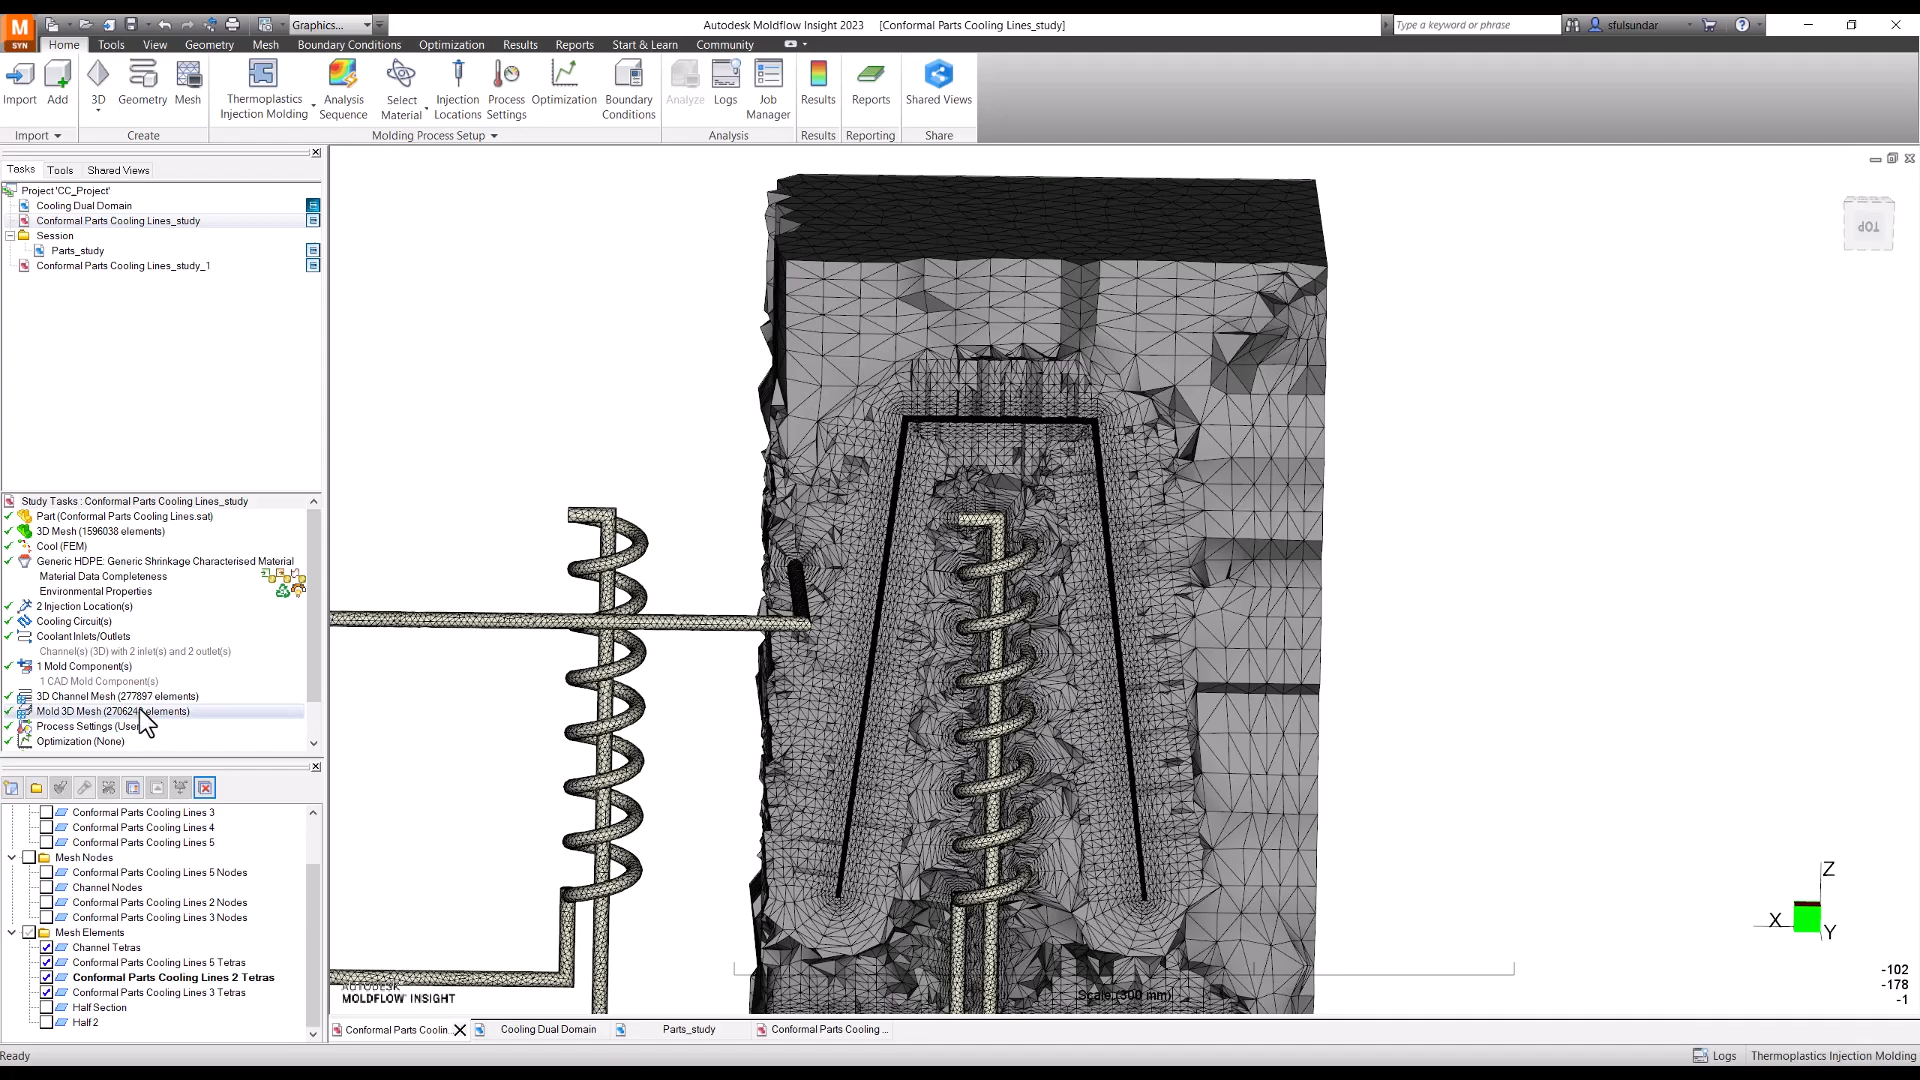 M
SYN
Graphics...
Autodesk Moldflow Insight 2023 [Conformal Parts Cooling Lines_study]
Type a keyword or phrase
sfulsundar
Home
Tools
View
Geometry
Mesh
Boundary Conditions
Optimization
Results
Reports
Start & Learn
Community
Import
Add
3D
Geometry
Mesh
Thermoplastics
Injection Molding
Analysis
Sequence
Select
Material
Injection
Locations
Process
Settings
Optimization
Boundary
Conditions
Analyze
Logs
Job
Manager
Results
Reports
Shared Views
Import
Create
Molding Process Setup
Analysis
Results
Reporting
Share
Tasks
Tools
Shared Views
Project 'CC_Project'
Cooling Dual Domain
Conformal Parts Cooling Lines_study
Session
Parts_study
Conformal Parts Cooling Lines_study_1
Study Tasks : Conformal Parts Cooling Lines_study
Part (Conformal Parts Cooling Lines.sat)
3D Mesh (1596038 elements)
Cool (FEM)
Generic HDPE: Generic Shrinkage Characterised Material
Material Data Completeness
Environmental Properties
2 Injection Location(s)
Cooling Circuit(s)
Coolant Inlets/Outlets
Channel(s) (3D) with 2 inlet(s) and 2 outlet(s)
1 Mold Component(s)
1 CAD Mold Component(s)
3D Channel Mesh (277897 elements)
Mold 3D Mesh (270624 elements)
Process Settings (User
Optimization (None)
Conformal Parts Cooling Lines 3
Conformal Parts Cooling Lines 4
Conformal Parts Cooling Lines 5
Mesh Nodes
Conformal Parts Cooling Lines 5 Nodes
Channel Nodes
Conformal Parts Cooling Lines 2 Nodes
Conformal Parts Cooling Lines 3 Nodes
Mesh Elements
Channel Tetras
Conformal Parts Cooling Lines 5 Tetras
Conformal Parts Cooling Lines 2 Tetras
Conformal Parts Cooling Lines 3 Tetras
Half Section
Half 2
TOP
Z
X
Y
-102
-178
-1
AUTODESK
MOLDFLOW INSIGHT
Scale (300 mm)
Conformal Parts Coolin...
Cooling Dual Domain
Parts_study
Conformal Parts Cooling ...
Ready
Logs
Thermoplastics Injection Molding